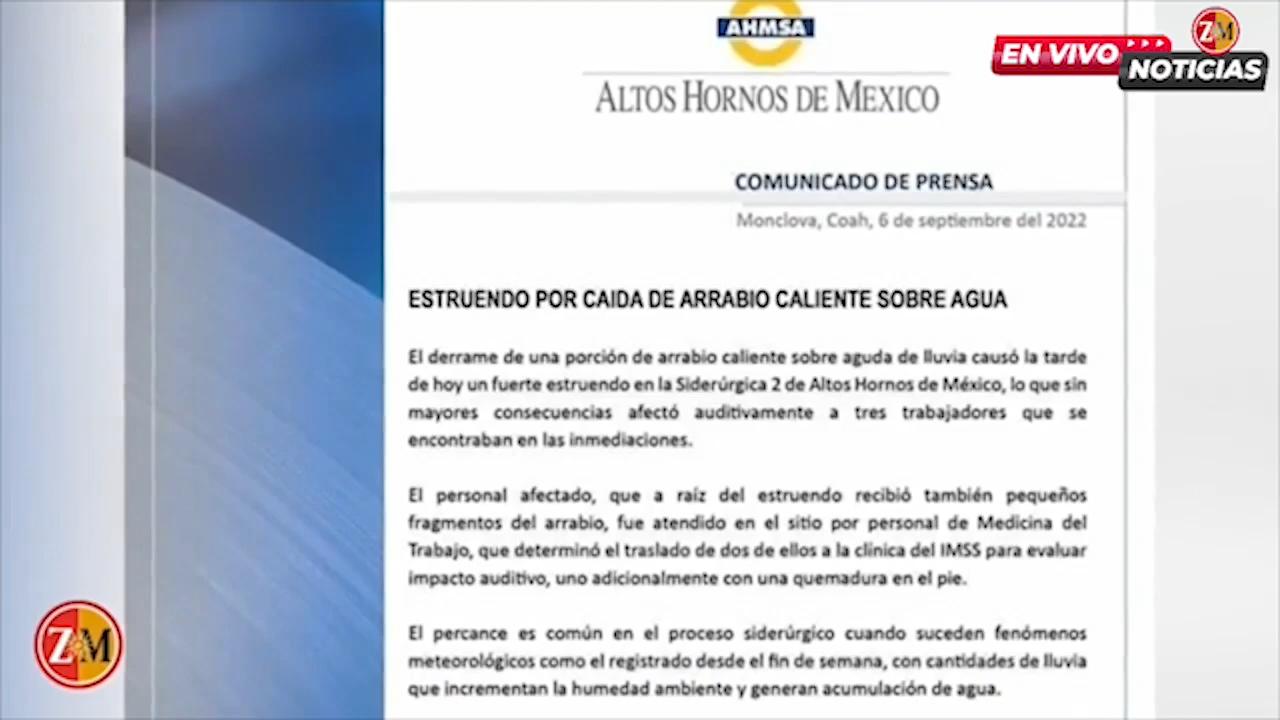 AHMSA
ALTOS HORNOS DE MEXICO
EN VIVO
ZM
NOTICIAS
COMUNICADO DE PRENSA
Monclova, Coah, 6 de septiembre del 2022
ESTRUENDO POR CAIDA DE ARRABIO CALIENTE SOBRE AGUA
El derrame de una porción de arrabio caliente sobre aguda de lluvia causó la tarde
de hoy un fuerte estruendo en la Siderúrgica 2 de Altos Hornos de México, lo que sin
mayores consecuencias afectó auditivamente a tres trabajadores que se
encontraban en las inmediaciones.
El personal afectado, que a raíz del estruendo recibió también pequeños
fragmentos del arrabio, fue atendido en el sitio por personal de Medicina del
Trabajo, que determinó el traslado de dos de ellos a la clínica del IMSS para evaluar
impacto auditivo, uno adicionalmente con una quemadura en el pie.
El percance es común en el proceso siderúrgico cuando suceden fenómenos
meteorológicos como el registrado desde el fin de semana, con cantidades de lluvia
que incrementan la humedad ambiente y generan acumulación de agua.
ZM